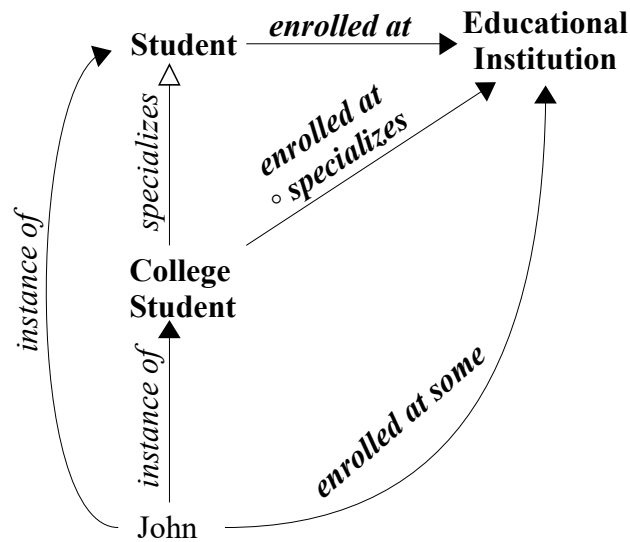 Student
enrolled at
Educational
Institution
specializes
enrolled at
∘ specializes
instance of
College
Student
instance of
enrolled at some
John